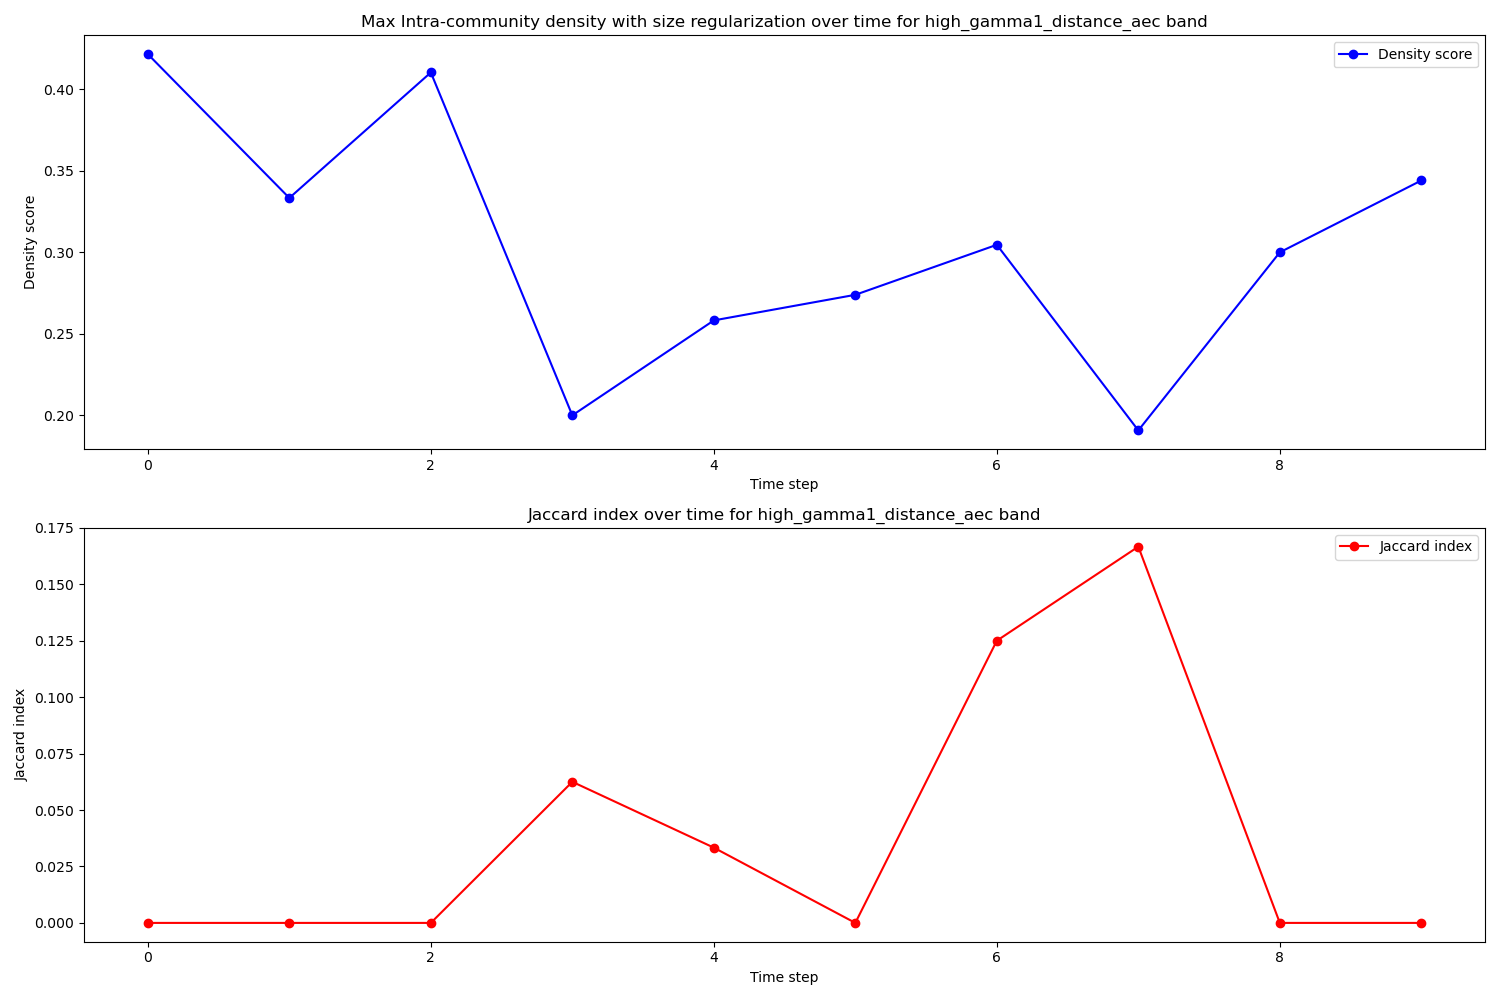 Max Intra-community density with size regularization over time for high_gamma1_distance_aec band
Density score
0.40
0.35
0.30
0.25
0.20
Density score
0 2 4 6 8
Time step
Jaccard index over time for high_gamma1_distance_aec band
Jaccard index
0.175
0.150
0.125
0.100
0.075
0.050
0.025
0.000
Jaccard index
0 2 4 6 8
Time step